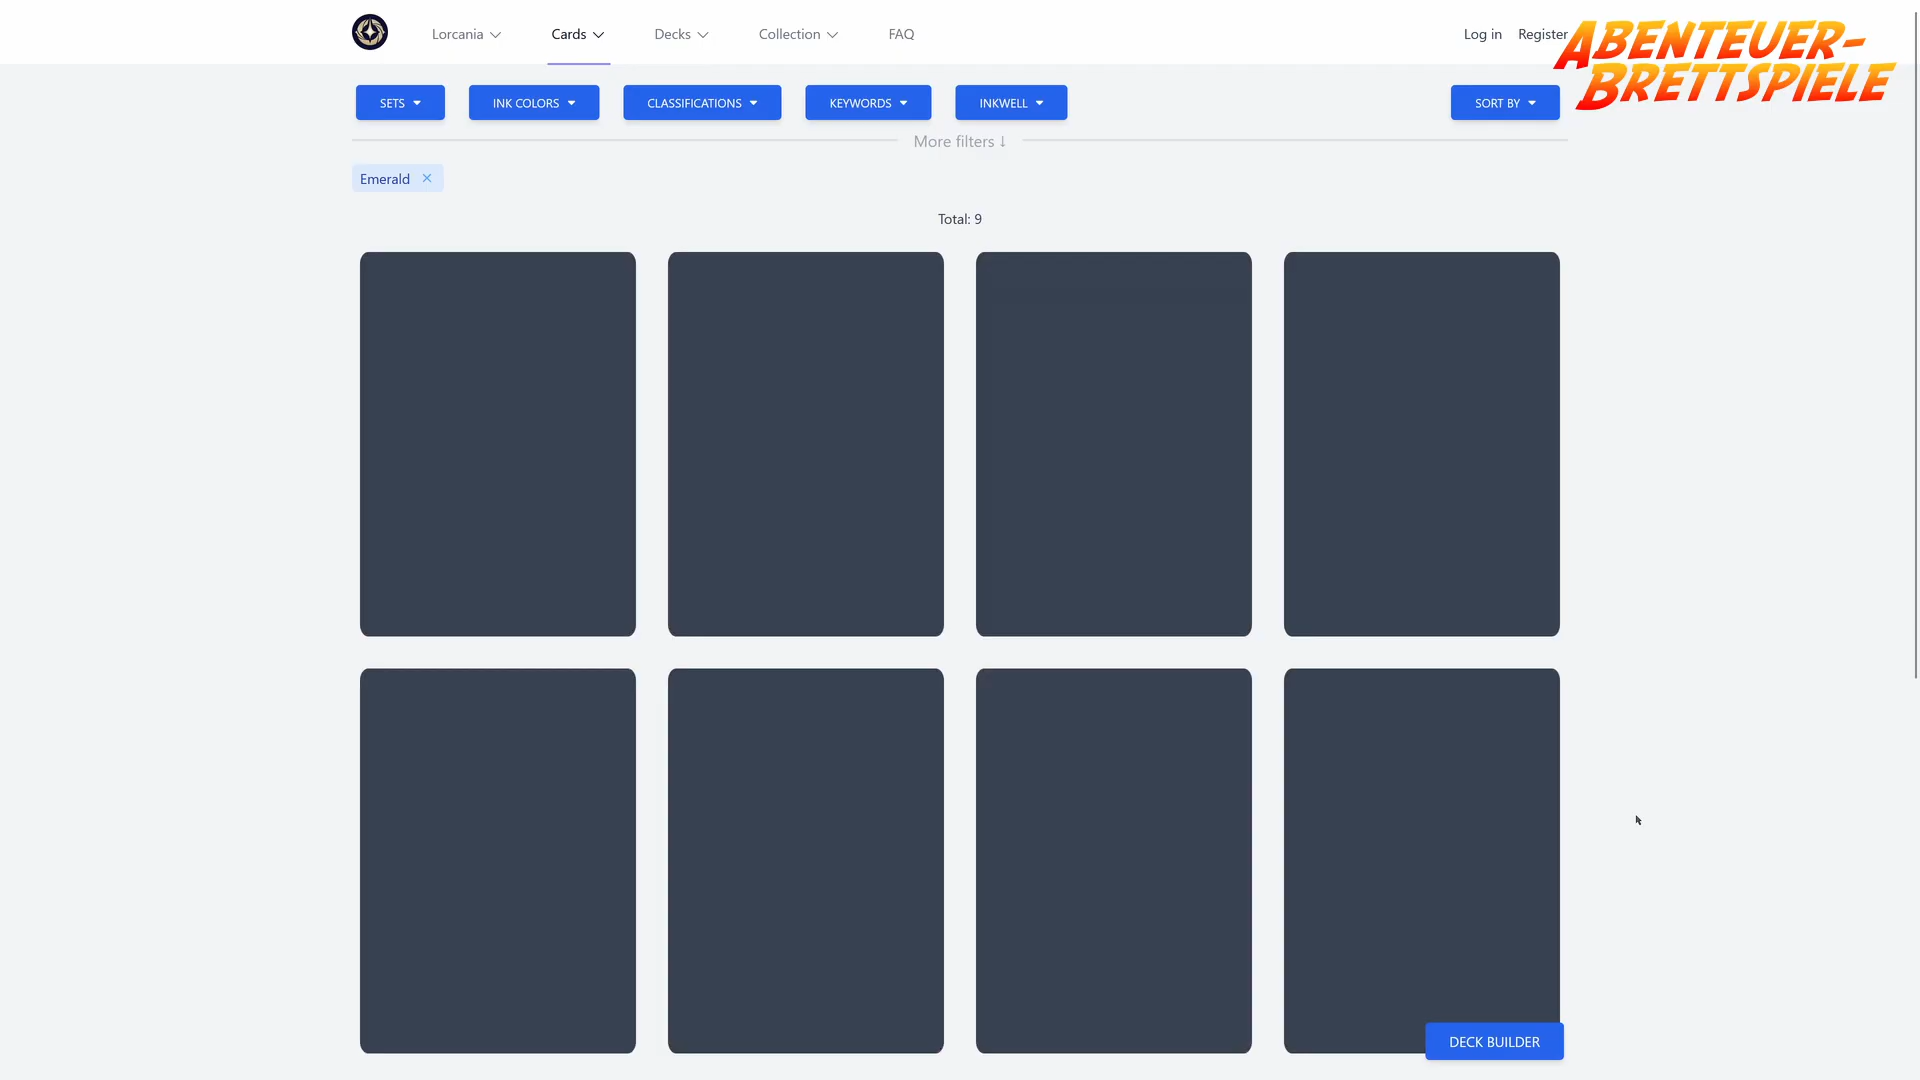 Lorcania
Cards
Decks
Collection
FAQ
Log in
Register
ABENTEUER-
BRETTSPIELE
SETS
INK COLORS
CLASSIFICATIONS
KEYWORDS
INKWELL
SORT BY
More filters ↓
Emerald ×
Total: 9
DECK BUILDER